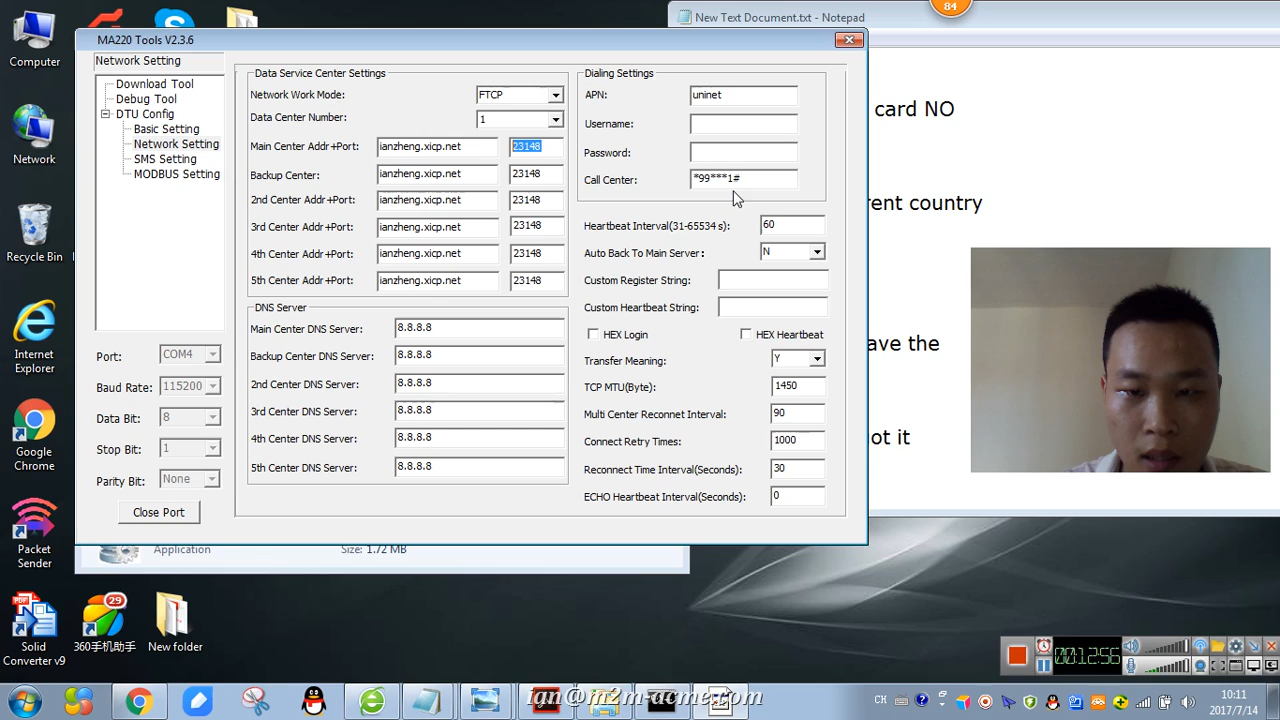 84
New Text Document.txt - Notepad
MA220 Tools V2.3.6
Network Setting
Download Tool
Debug Tool
DTU Config
Basic Setting
Network Setting
SMS Setting
MODBUS Setting
Port: COM4
Baud Rate: 115200
Data Bit: 8
Stop Bit: 1
Parity Bit: None
Close Port
Data Service Center Settings
Network Work Mode: FTCP
Data Center Number: 1
Main Center Addr+Port: ianzheng.xicp.net 23148
Backup Center: ianzheng.xicp.net 23148
2nd Center Addr+Port: ianzheng.xicp.net 23148
3rd Center Addr+Port: ianzheng.xicp.net 23148
4th Center Addr+Port: ianzheng.xicp.net 23148
5th Center Addr+Port: ianzheng.xicp.net 23148
DNS Server
Main Center DNS Server: 8.8.8.8
Backup Center DNS Server: 8.8.8.8
2nd Center DNS Server: 8.8.8.8
3rd Center DNS Server: 8.8.8.8
4th Center DNS Server: 8.8.8.8
5th Center DNS Server: 8.8.8.8
Dialing Settings
APN: uninet
Username:
Password:
Call Center: *99***1#
Heartbeat Interval(31-65534 s): 60
Auto Back To Main Server: N
Custom Register String:
Custom Heartbeat String:
HEX Login HEX Heartbeat
Transfer Meaning: Y
TCP MTU(Byte): 1450
Multi Center Reconnet Interval: 90
Connect Retry Times: 1000
Reconnect Time Interval(Seconds): 30
ECHO Heartbeat Interval(Seconds): 0
card NO
rent country
ave the
ot it
Application Size: 1.72 MB
Computer
Network
Recycle Bin
Internet
Explorer
Google
Chrome
Packet
Sender
Solid
Converter v9
29
360手机助手
New folder
00:12:56
CH
10:11
2017/7/14